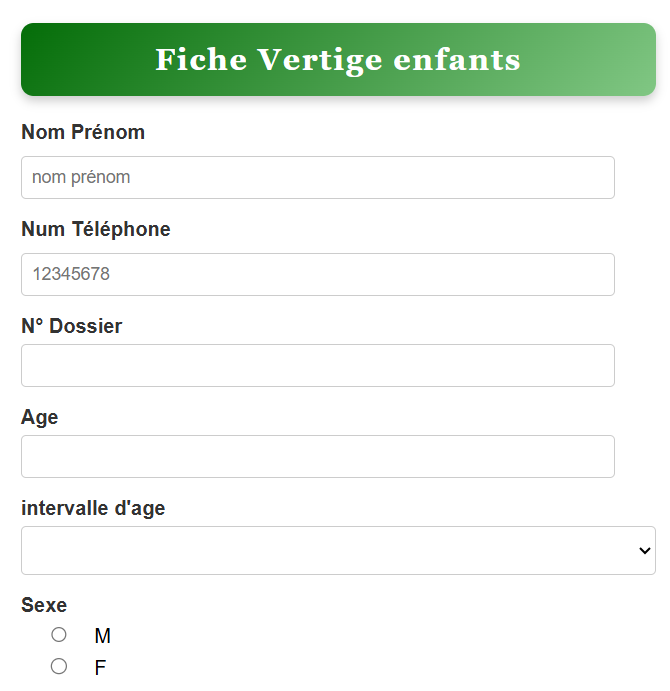 Fiche Vertige enfants
Nom Prénom
nom prénom
Num Téléphone
12345678
N° Dossier
Age
intervalle d'age
Sexe
M
F